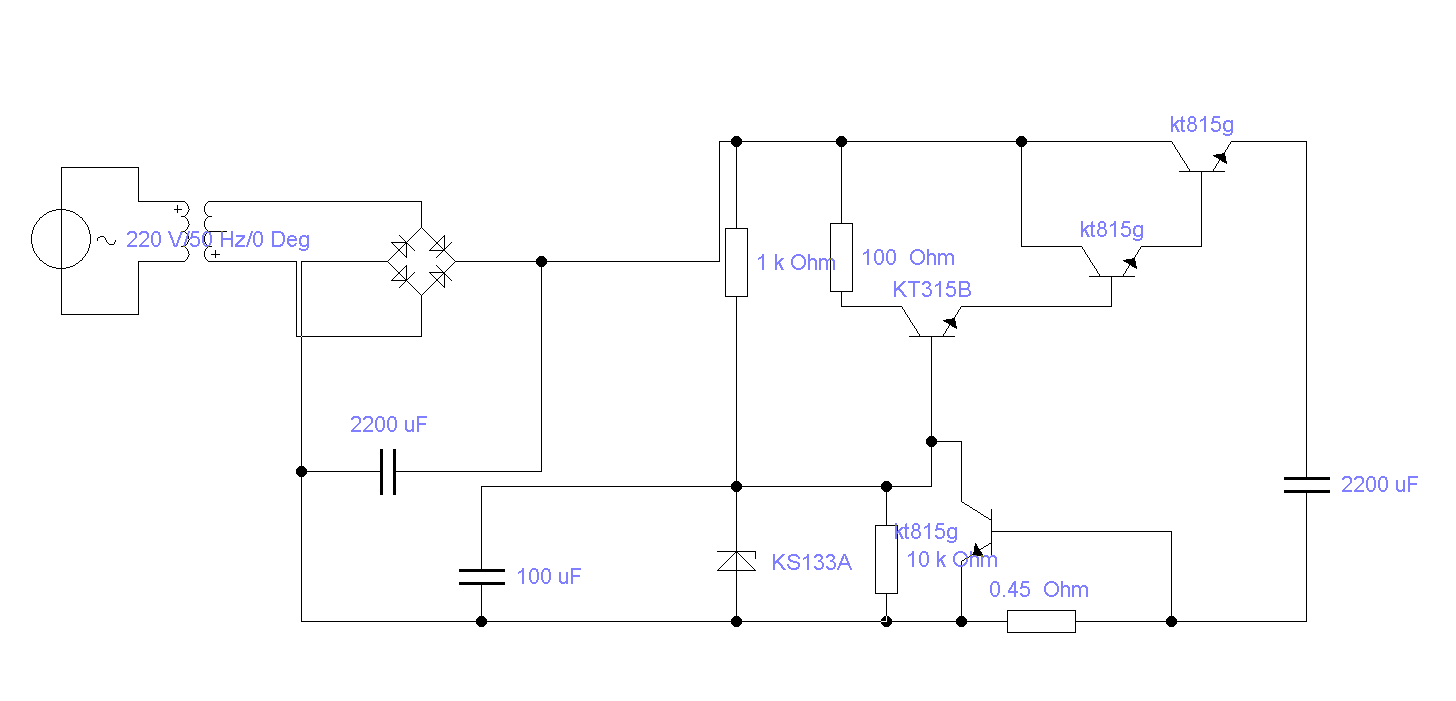 kt815g
kt815g
220 V/50 Hz/0 Deg
1 k Ohm
100 Ohm
KT315B
2200 uF
2200 uF
kt815g
10 k Ohm
KS133A
100 uF
0.45 Ohm